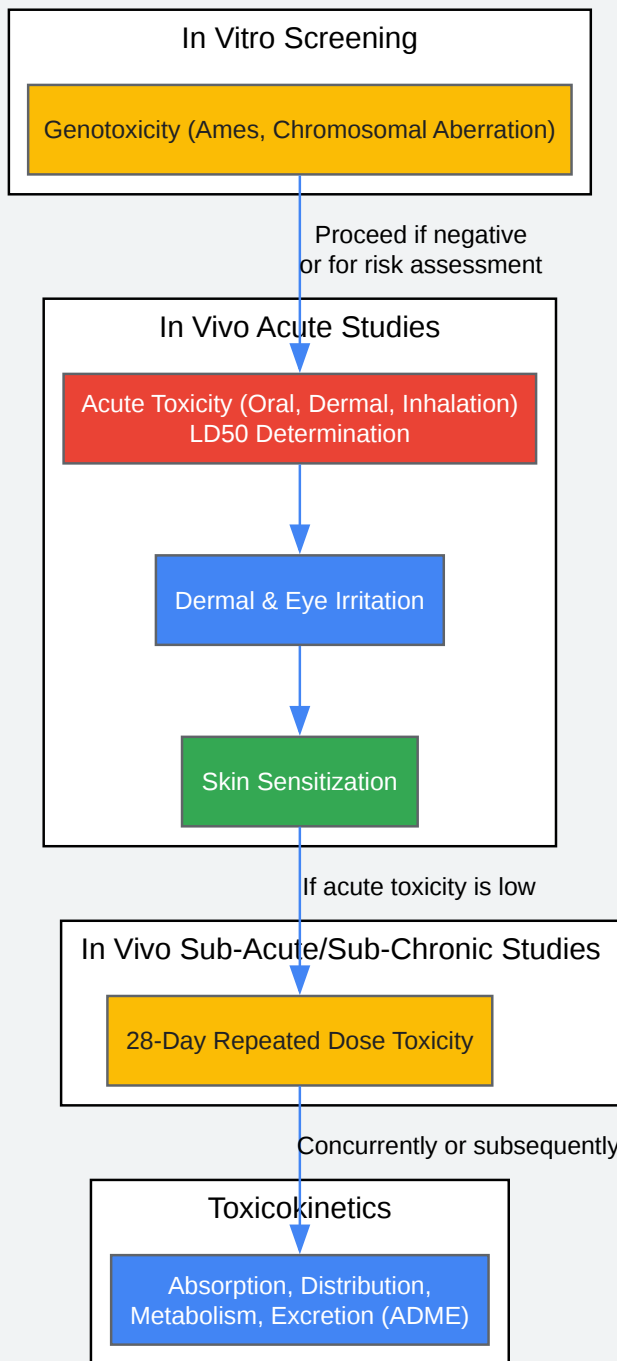 In Vitro Screening
Genotoxicity (Ames, Chromosomal Aberration)
Proceed if negative
or for risk assessment
In Vivo Acute Studies
Acute Toxicity (Oral, Dermal, Inhalation)
LD50 Determination
Dermal & Eye Irritation
Skin Sensitization
If acute toxicity is low
In Vivo Sub-Acute/Sub-Chronic Studies
28-Day Repeated Dose Toxicity
Concurrently or subsequently
Toxicokinetics
Absorption, Distribution,
Metabolism, Excretion (ADME)